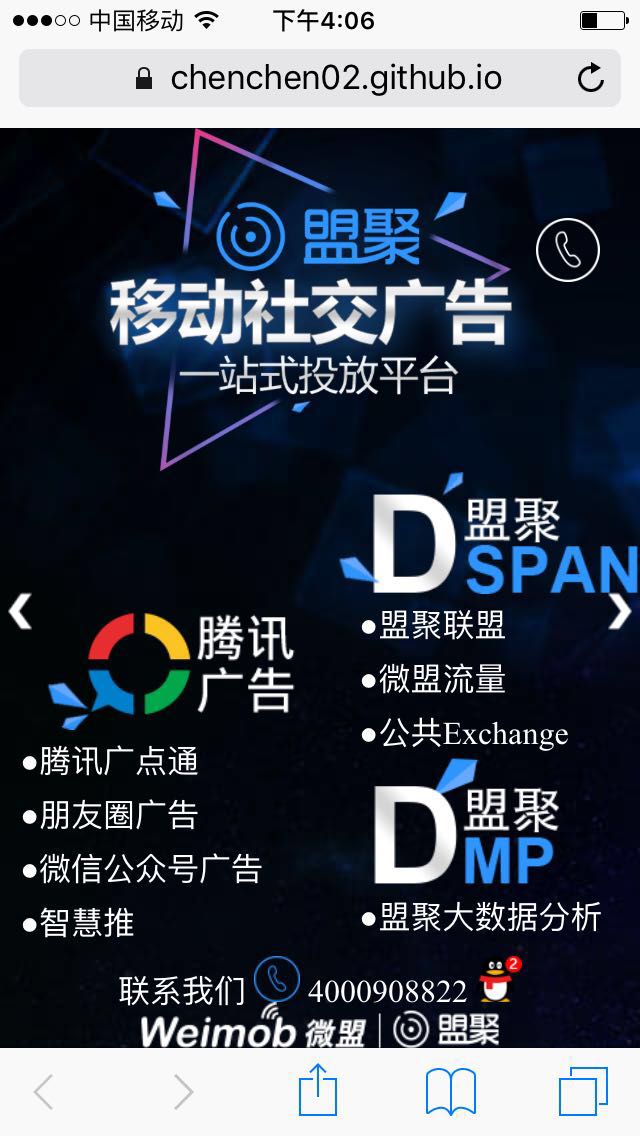 中国移动 下午4:06
chenchen02.github.io
盟聚
移动社交广告
一站式投放平台
腾讯
广告
●腾讯广点通
●朋友圈广告
●微信公众号广告
●智慧推
D盟聚
SPAN
●盟聚联盟
●微盟流量
●公共Exchange
D盟聚
MP
●盟聚大数据分析
联系我们 4000908822 2
Weimob 微盟 | 盟聚